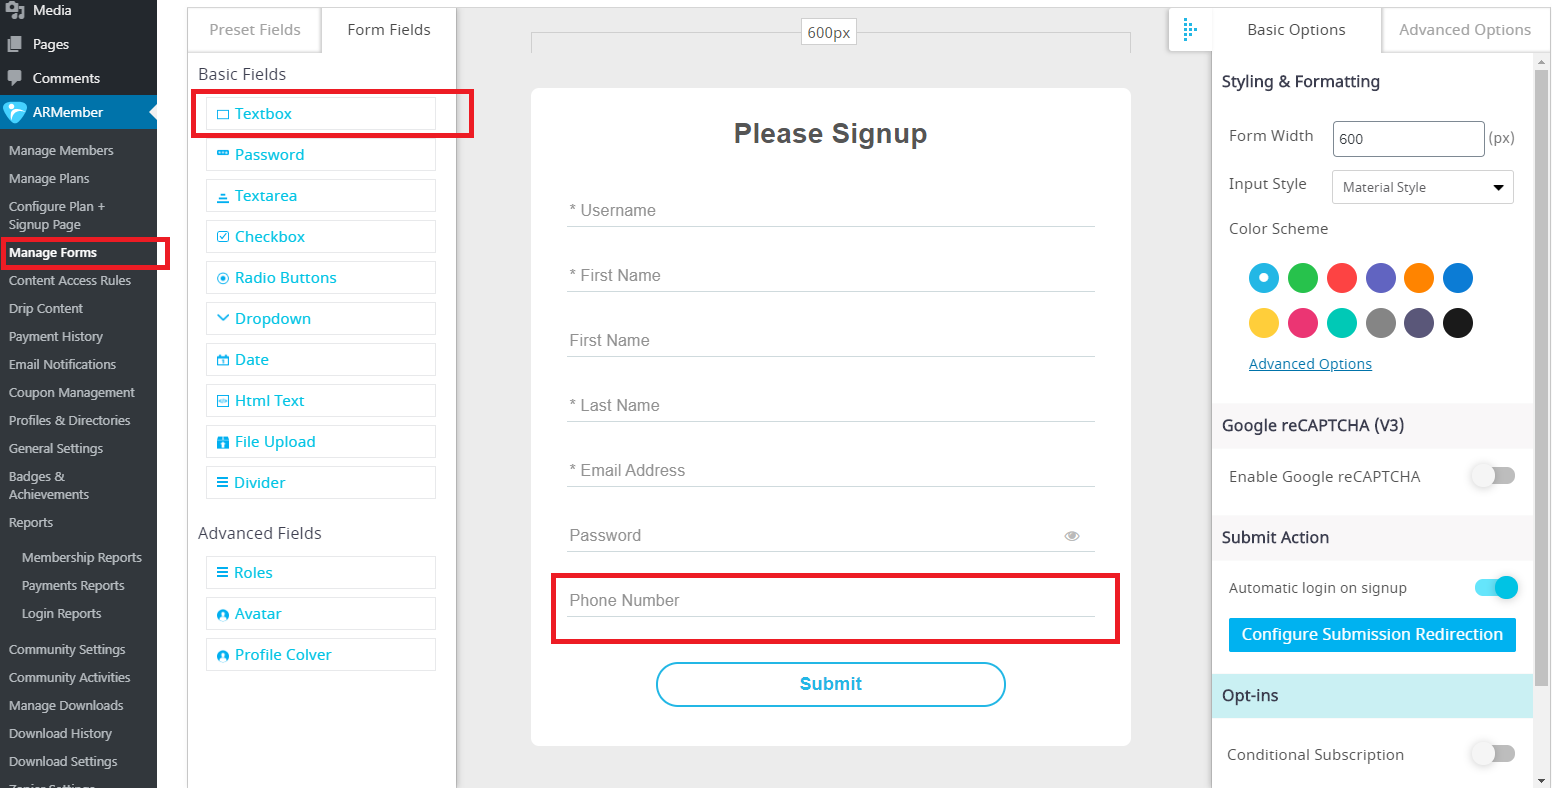 Media
Pages
Comments
ARMember
Manage Members
Manage Plans
Configure Plan +
Signup Page
Manage Forms
Content Access Rules
Drip Content
Payment History
Email Notifications
Coupon Management
Profiles & Directories
General Settings
Badges &
Achievements
Reports
Membership Reports
Payments Reports
Login Reports
Community Settings
Community Activities
Manage Downloads
Download History
Download Settings
Preset Fields
Form Fields
Basic Fields
Textbox
Password
Textarea
Checkbox
Radio Buttons
Dropdown
Date
Html Text
File Upload
Divider
Advanced Fields
Roles
Avatar
Profile Colver
600px
Please Signup
* Username
* First Name
First Name
* Last Name
* Email Address
Password
Phone Number
Submit
Basic Options
Advanced Options
Styling & Formatting
Form Width 600 (px)
Input Style Material Style
Color Scheme
Advanced Options
Google reCAPTCHA (V3)
Enable Google reCAPTCHA
Submit Action
Automatic login on signup
Configure Submission Redirection
Opt-ins
Conditional Subscription